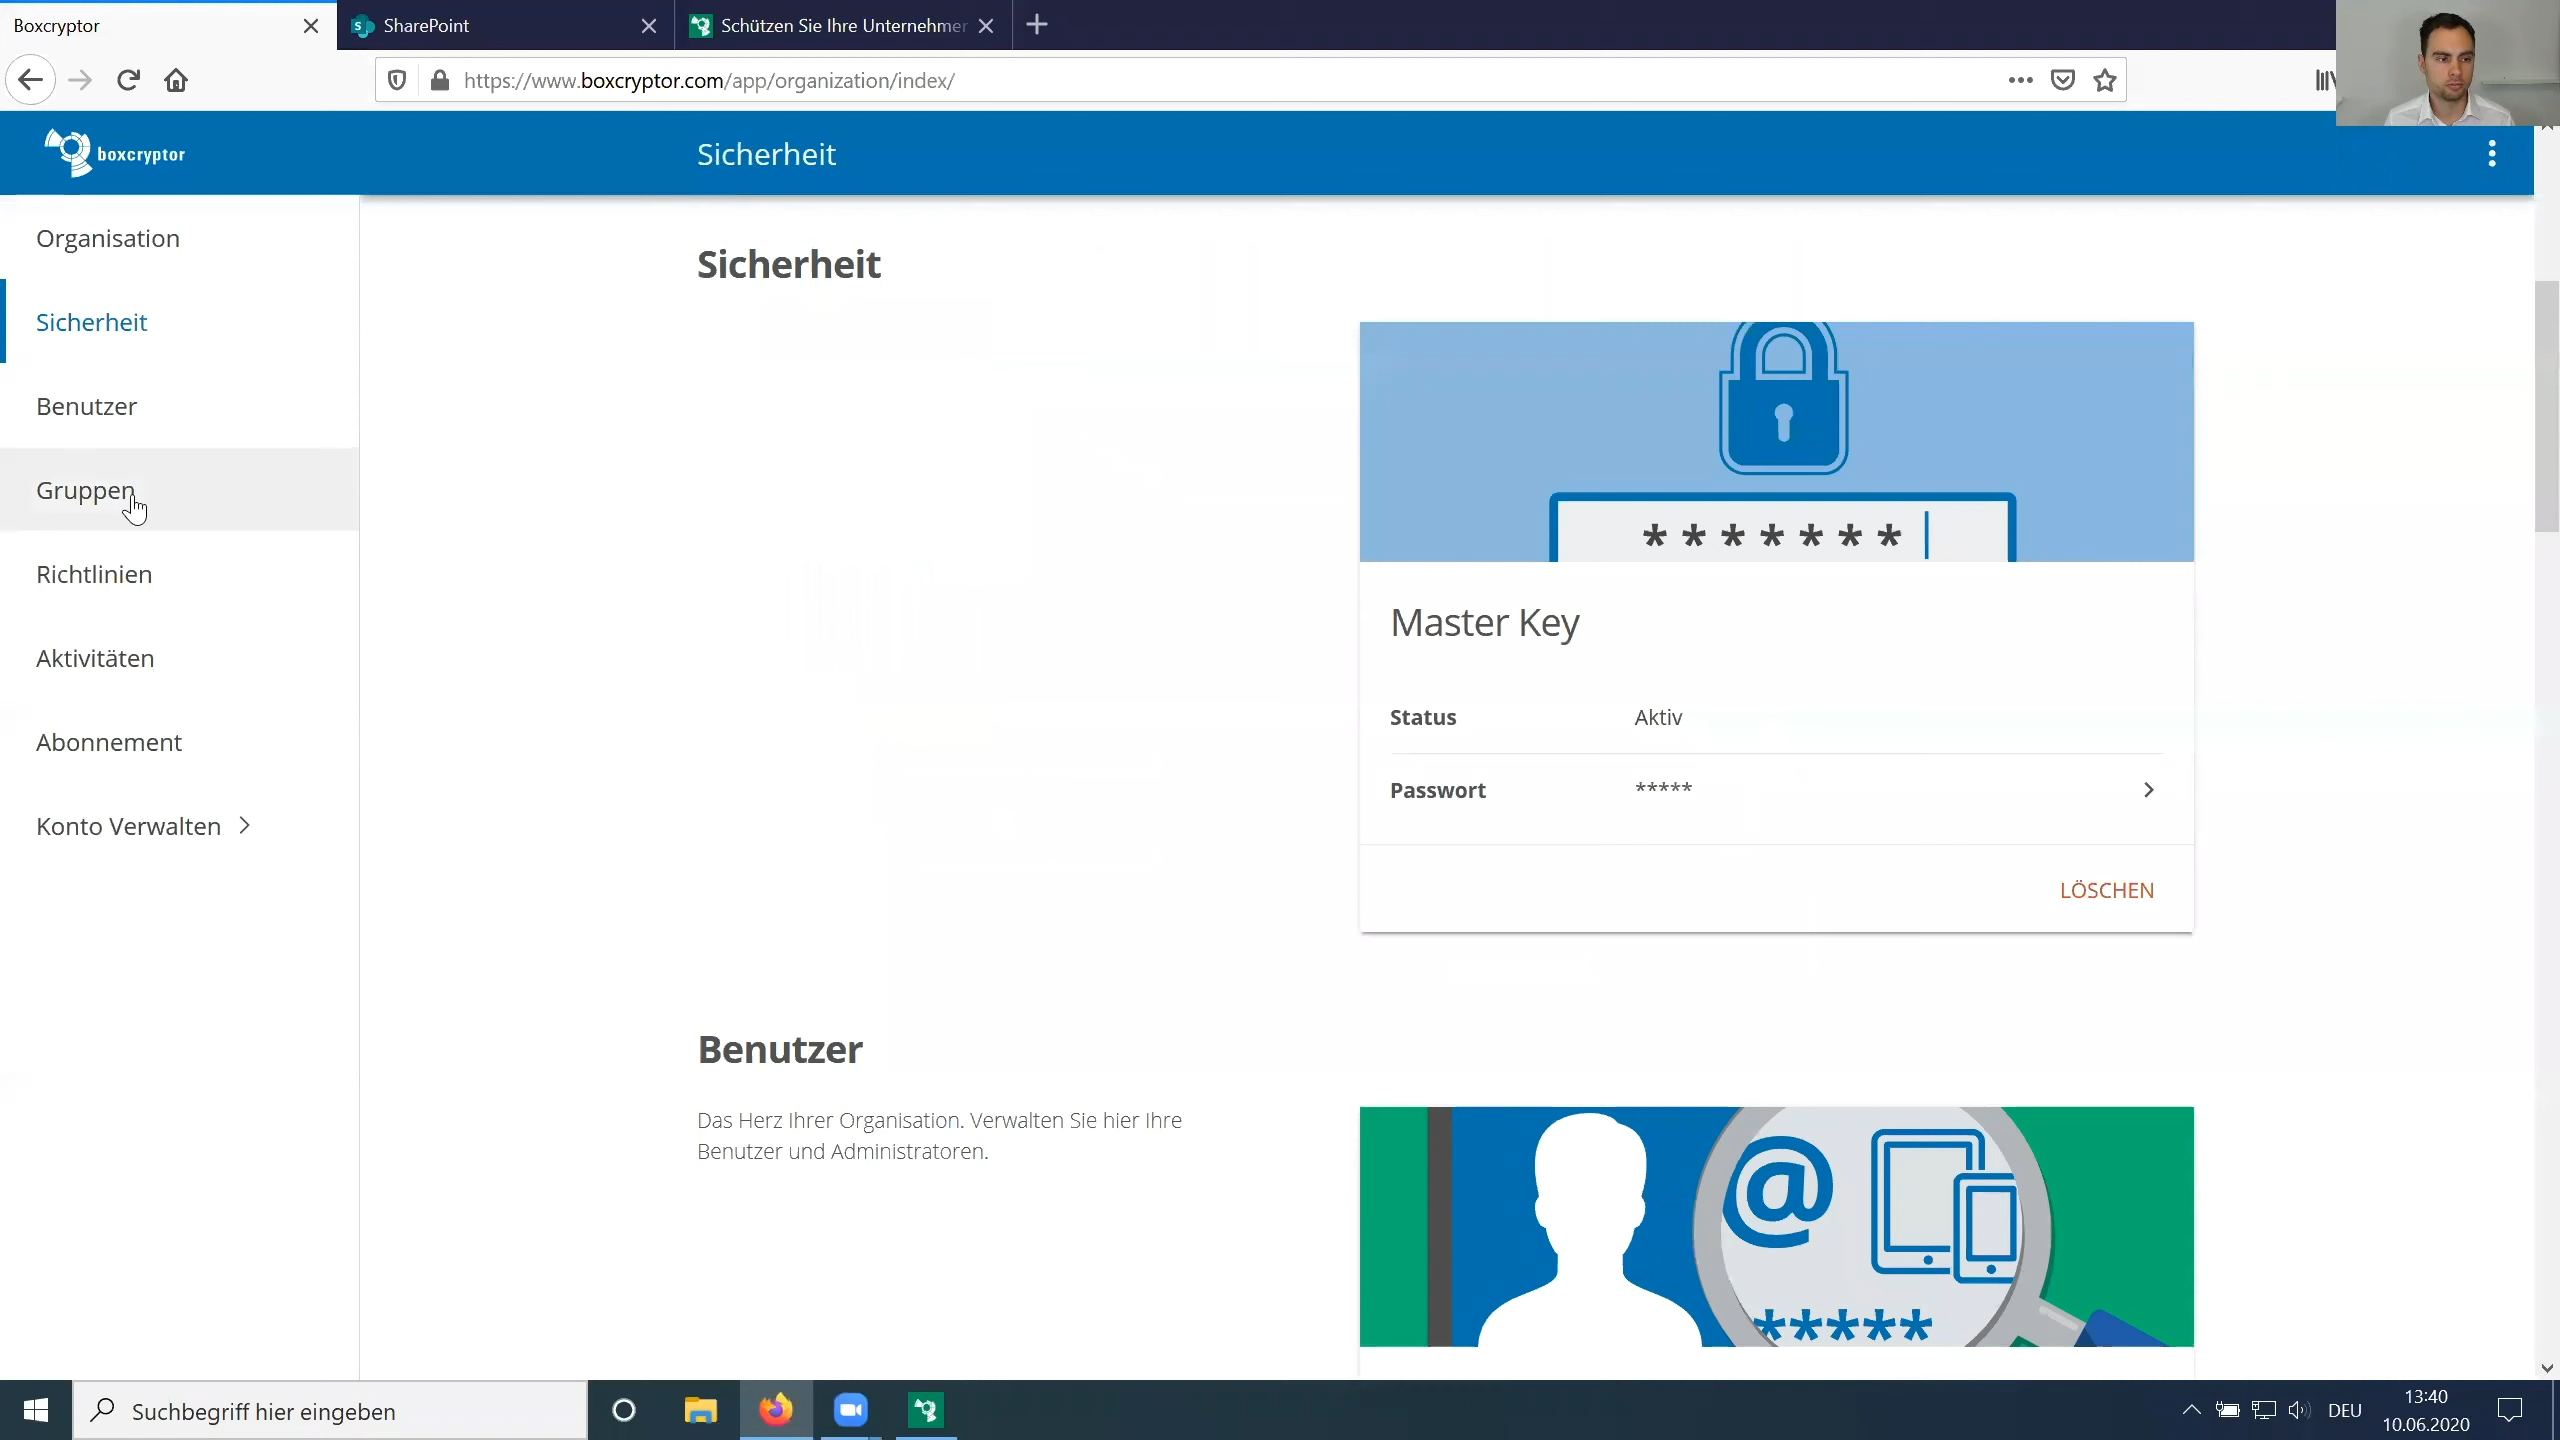 Boxcryptor
SharePoint
Schützen Sie Ihre Unternehmer
https://www.boxcryptor.com/app/organization/index/
boxcryptor
Sicherheit
Organisation
Sicherheit
Benutzer
Gruppen
Richtlinien
Aktivitäten
Abonnement
Konto Verwalten
Sicherheit
*******
Master Key
Status Aktiv
Passwort *****
LÖSCHEN
Benutzer
Das Herz Ihrer Organisation. Verwalten Sie hier Ihre
Benutzer und Administratoren.
@
*****
Suchbegriff hier eingeben
DEU
13:40
10.06.2020